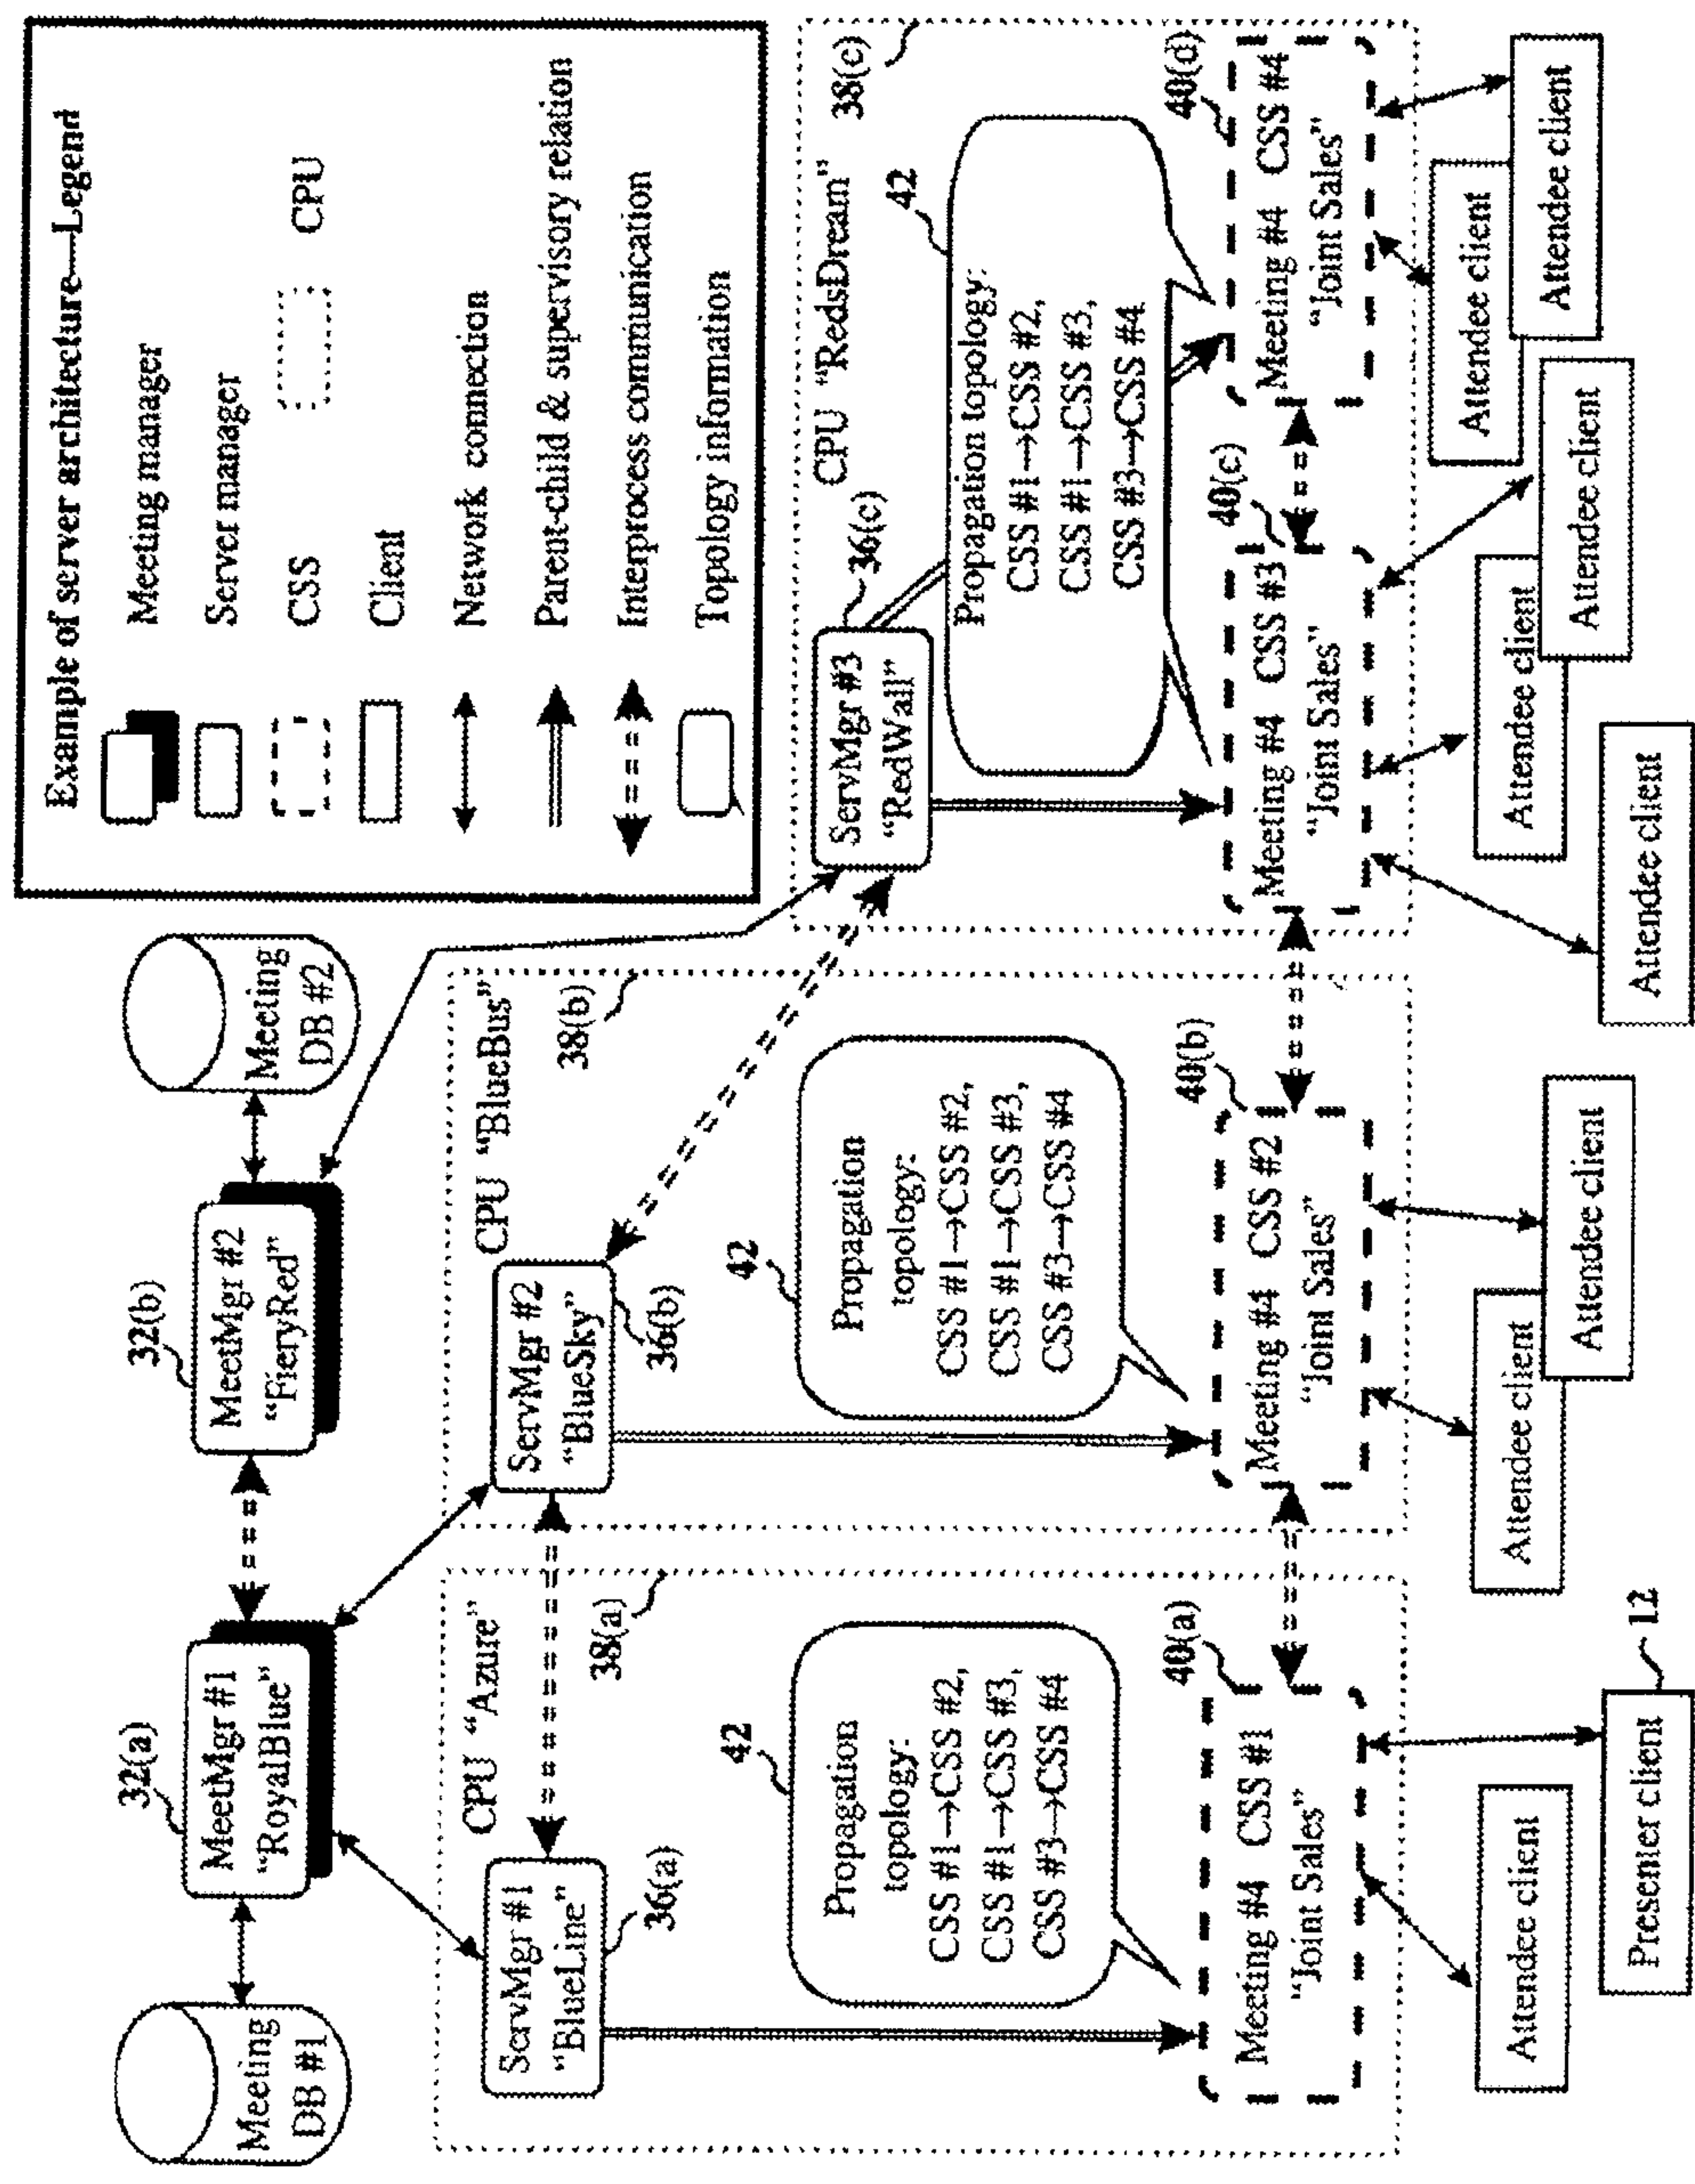 Example of server architecture—Legend
Meeting manager
Server manager
CSS
CPU
Client
Network connection
Parent-child & supervisory relation
Interprocess communication
Topology information
Meeting
DB #1
32(a)
MeetMgr #1
“RoyalBlue”
32(b)
MeetMgr #2
“FieryRed”
Meeting
DB #2
CPU “Azure”
38(a)
ServMgr #1
“BlueLine”
36(a)
42
Propagation
topology:
CSS #1→CSS #2,
CSS #1→CSS #3,
CSS #3→CSS #4
40(a)
Meeting #4 CSS #1
“Joint Sales”
Attendee client
Presenter client
12
CPU “BlueBus”
38(b)
ServMgr #2
“BlueSky”
36(b)
42
Propagation
topology:
CSS #1→CSS #2,
CSS #1→CSS #3,
CSS #3→CSS #4
40(b)
Meeting #4 CSS #2
“Joint Sales”
Attendee client
Attendee client
CPU “RedsDream”
38(c)
ServMgr #3
“RedWall”
36(c)
42
Propagation topology:
CSS #1→CSS #2,
CSS #1→CSS #3,
CSS #3→CSS #4
40(c)
Meeting #4 CSS #3
“Joint Sales”
40(d)
Meeting #4 CSS #4
“Joint Sales”
Attendee client
Attendee client
Attendee client
Attendee client
Attendee client